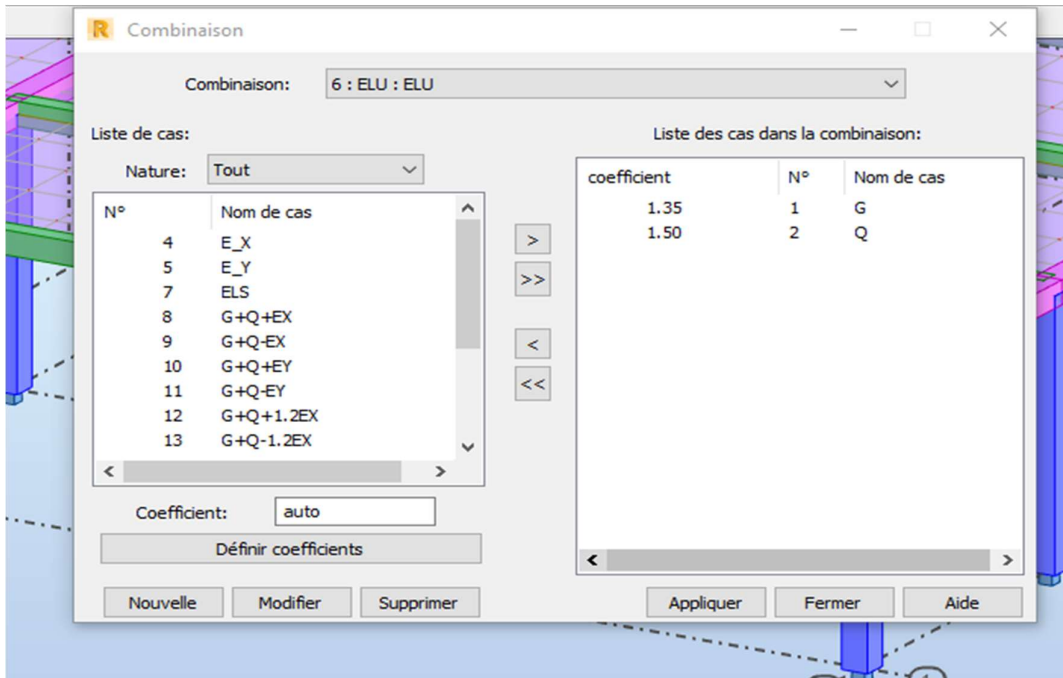 R Combinaison
Combinaison: 6 : ELU : ELU
Liste de cas:
Nature: Tout
N° Nom de cas
4 E_X
5 E_Y
7 ELS
8 G+Q+EX
9 G+Q-EX
10 G+Q+EY
11 G+Q-EY
12 G+Q+1.2EX
13 G+Q-1.2EX
Coefficient: auto
Définir coefficients
Nouvelle Modifier Supprimer
> 
>>
<
<<
Liste des cas dans la combinaison:
coefficient N° Nom de cas
1.35 1 G
1.50 2 Q
Appliquer Fermer Aide